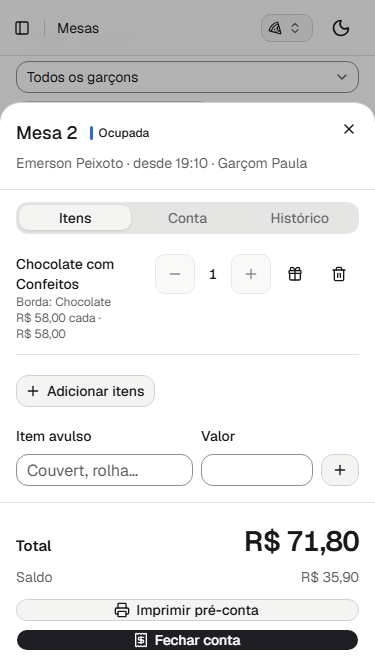 Mesas
Todos os garçons
Mesa 2
Ocupada
Emerson Peixoto · desde 19:10 · Garçom Paula
Itens
Conta
Histórico
Chocolate com
Confeitos
Borda: Chocolate
R$ 58,00 cada ·
R$ 58,00
1
Adicionar itens
Item avulso
Valor
Couvert, rolha...
Total
R$ 71,80
Saldo
R$ 35,90
Imprimir pré-conta
Fechar conta